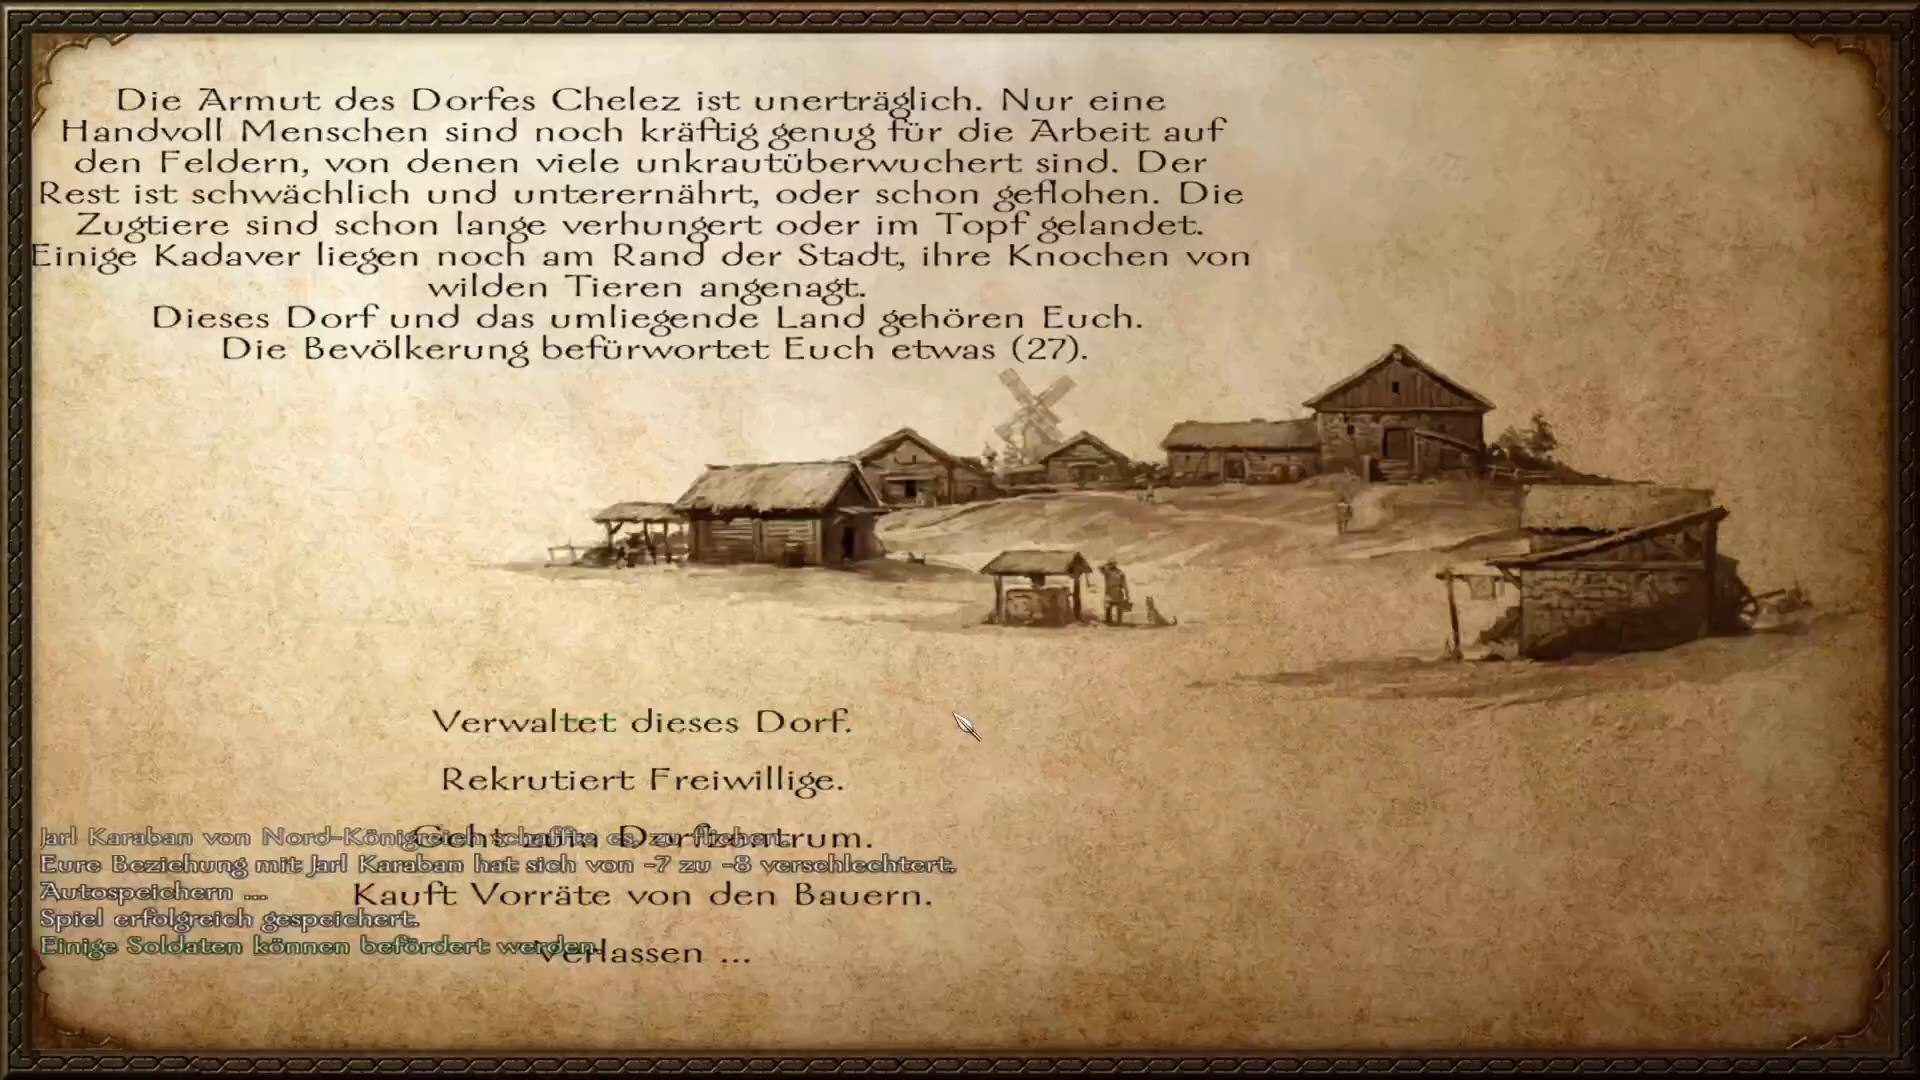 Die Armut des Dorfes Chelez ist unerträglich. Nur eine
Handvoll Menschen sind noch kräftig genug für die Arbeit auf
den Feldern, von denen viele unkrautüberwuchert sind. Der
Rest ist schwächlich und unterernährt, oder schon geflohen. Die
Zugtiere sind schon lange verhungert oder im Topf gelandet.
Einige Kadaver liegen noch am Rand der Stadt, ihre Knochen von
wilden Tieren angenagt.
Dieses Dorf und das umliegende Land gehören Euch.
Die Bevölkerung befürwortet Euch etwas (27).
Verwaltet dieses Dorf.
Rekrutiert Freiwillige.
Geht zum Dorfzentrum.
Jarl Karaban von Nord-Königreich schaffte es, zu fliehen.
Eure Beziehung mit Jarl Karaban hat sich von -7 zu -8 verschlechtert.
Autospeichern ...
Kauft Vorräte von den Bauern.
Spiel erfolgreich gespeichert.
Einige Soldaten können befördert werden.
Verlassen ...